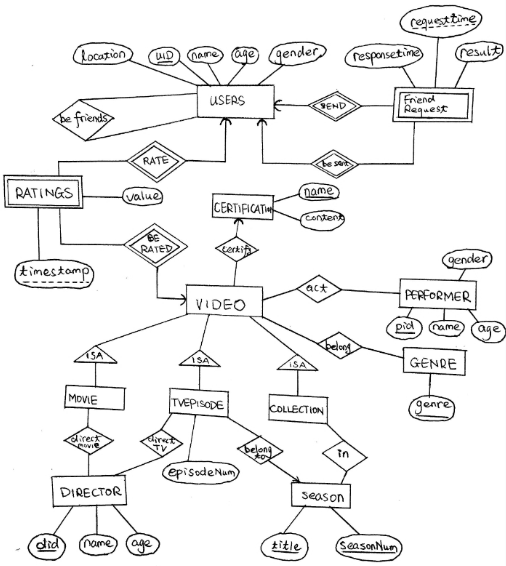 requesttime
location
UID
name
age
gender
responsetime
result
USERS
SEND
Friend
Request
be friends
RATE
be sent
RATINGS
value
CERTIFICATION
name
content
BE
RATED
certify
timestamp
gender
VIDEO
act
PERFORMER
pid
name
age
belong
GENRE
ISA
ISA
ISA
genre
MOVIE
TVEPISODE
COLLECTION
direct
movie
direct
TV
belong
to
in
episodeNum
DIRECTOR
season
did
name
age
title
seasonNum